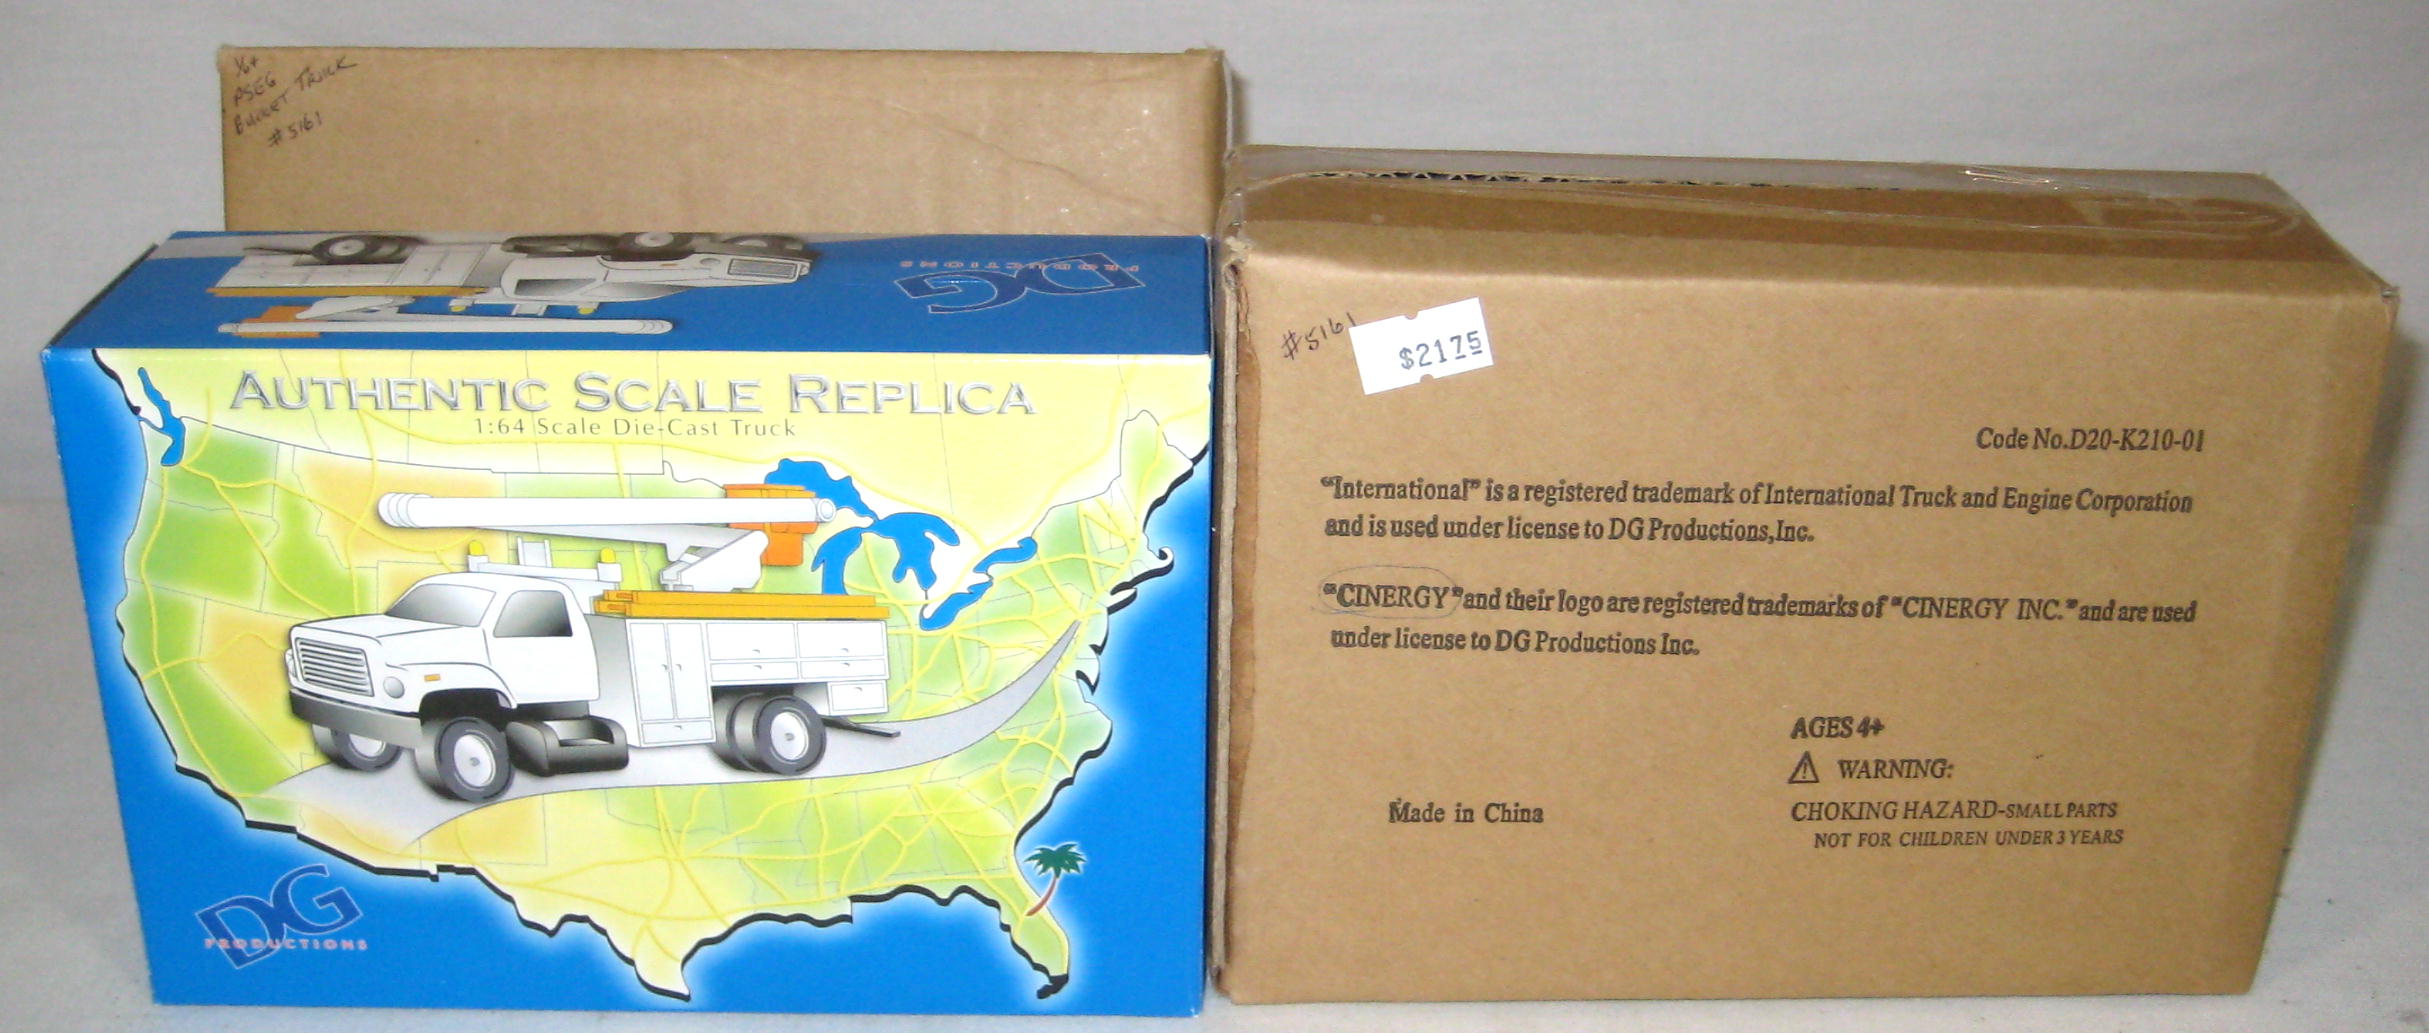 1/64
PSEG
BUCKET TRUCK
#5161
DG
PRODUCTIONS
AUTHENTIC SCALE REPLICA
1:64 Scale Die-Cast Truck
DG
PRODUCTIONS
#5161
$21.75
Code No.D20-K210-01
“International” is a registered trademark of International Truck and Engine Corporation
and is used under license to DG Productions,Inc.
“CINERGY” and their logo are registered trademarks of “CINERGY INC.” and are used
under license to DG Productions Inc.
AGES 4+
WARNING:
Made in China
CHOKING HAZARD-SMALL PARTS
NOT FOR CHILDREN UNDER 3 YEARS